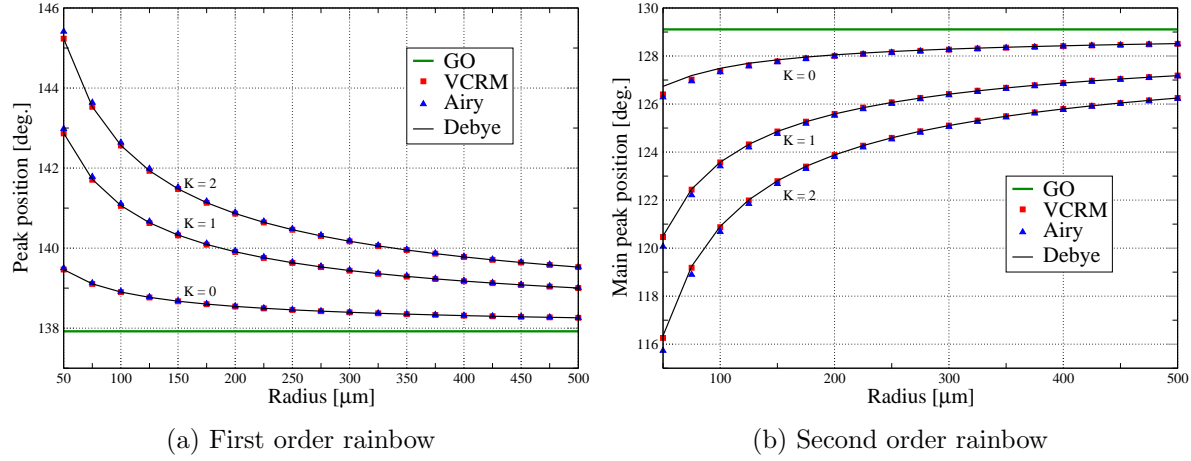 146
144
142
140
138
Peak position [deg.]
GO
VCRM
Airy
Debye
K = 2
K = 1
K = 0
50 100 150 200 250 300 350 400 450 500
Radius [μm]
(a) First order rainbow
130
128
126
124
122
120
118
116
Main peak position [deg.]
K = 0
K = 1
K = 2
GO
VCRM
Airy
Debye
100 200 300 400 500
Radius [μm]
(b) Second order rainbow